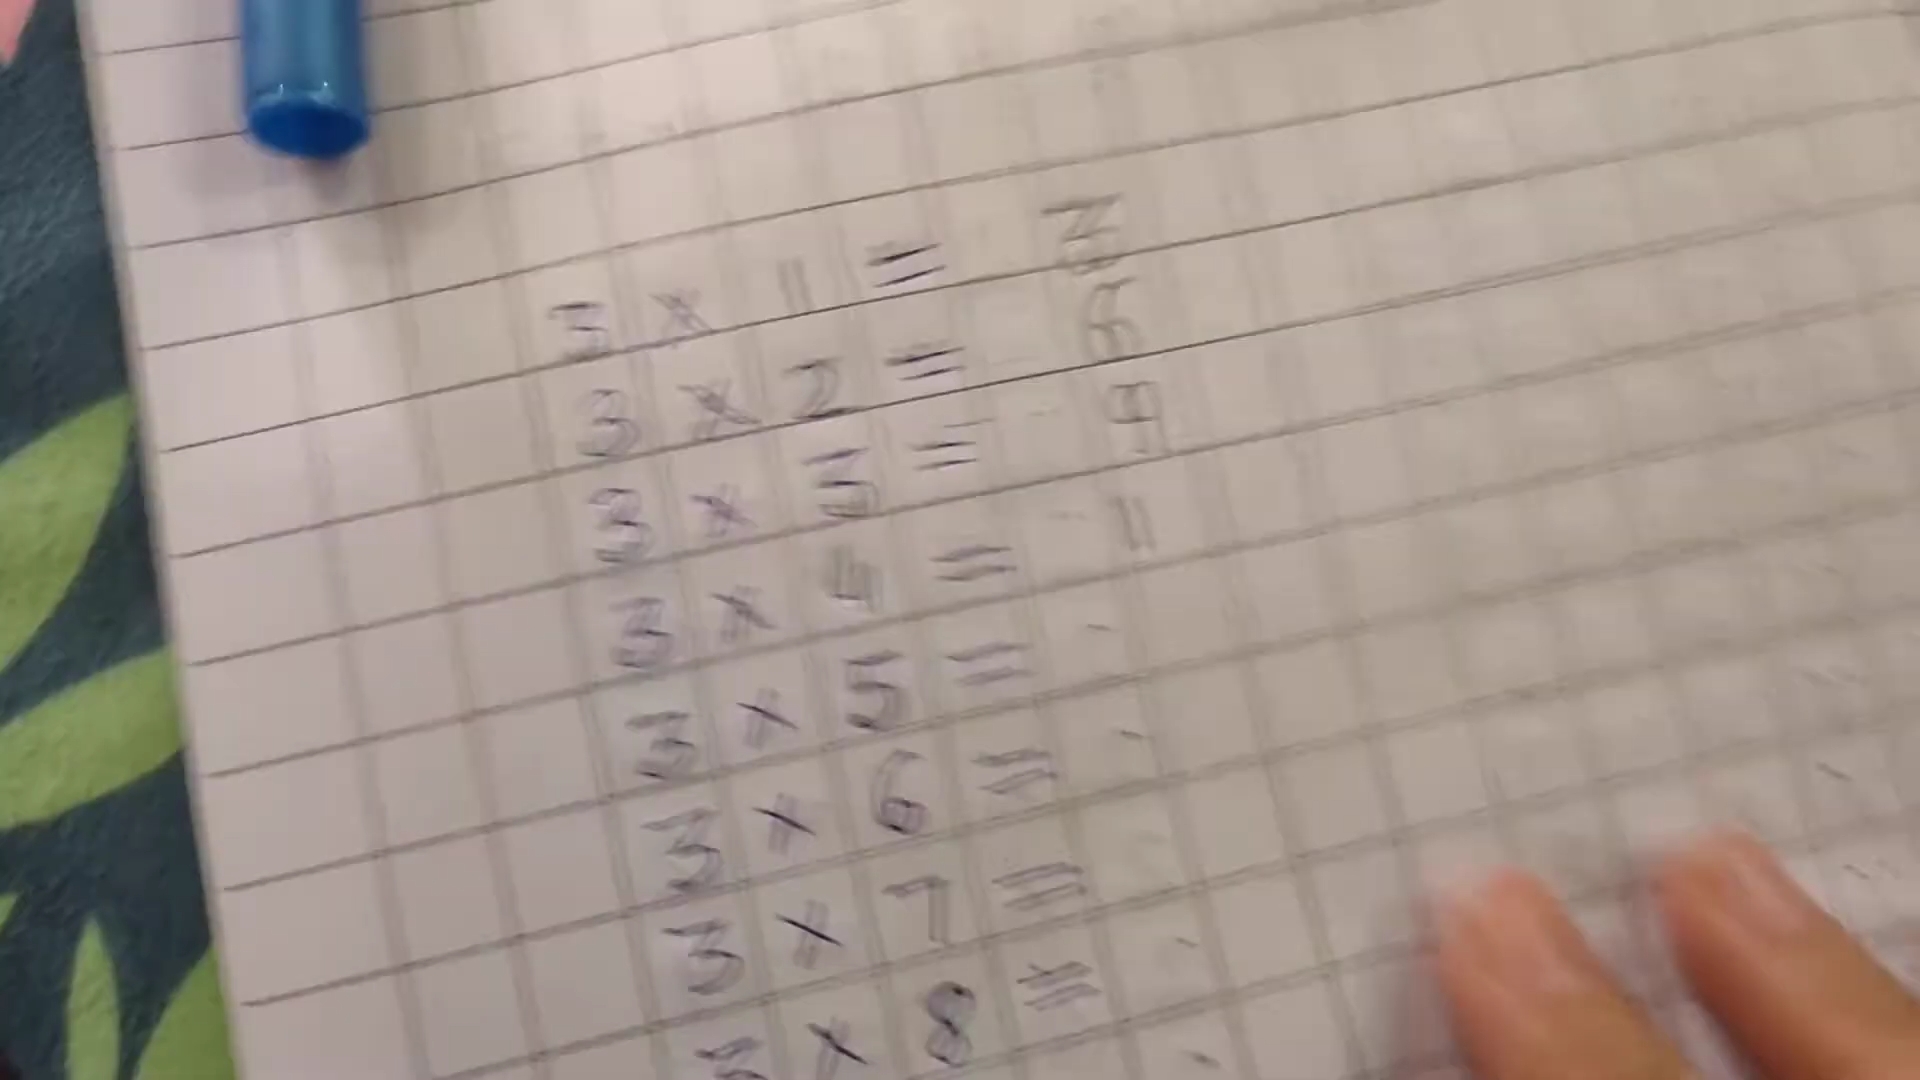 3 × 1 = 3
3 × 2 = 6
3 × 3 = 9
3 × 4 = 1
3 × 5 =
3 × 6 =
3 × 7 =
3 × 8 =